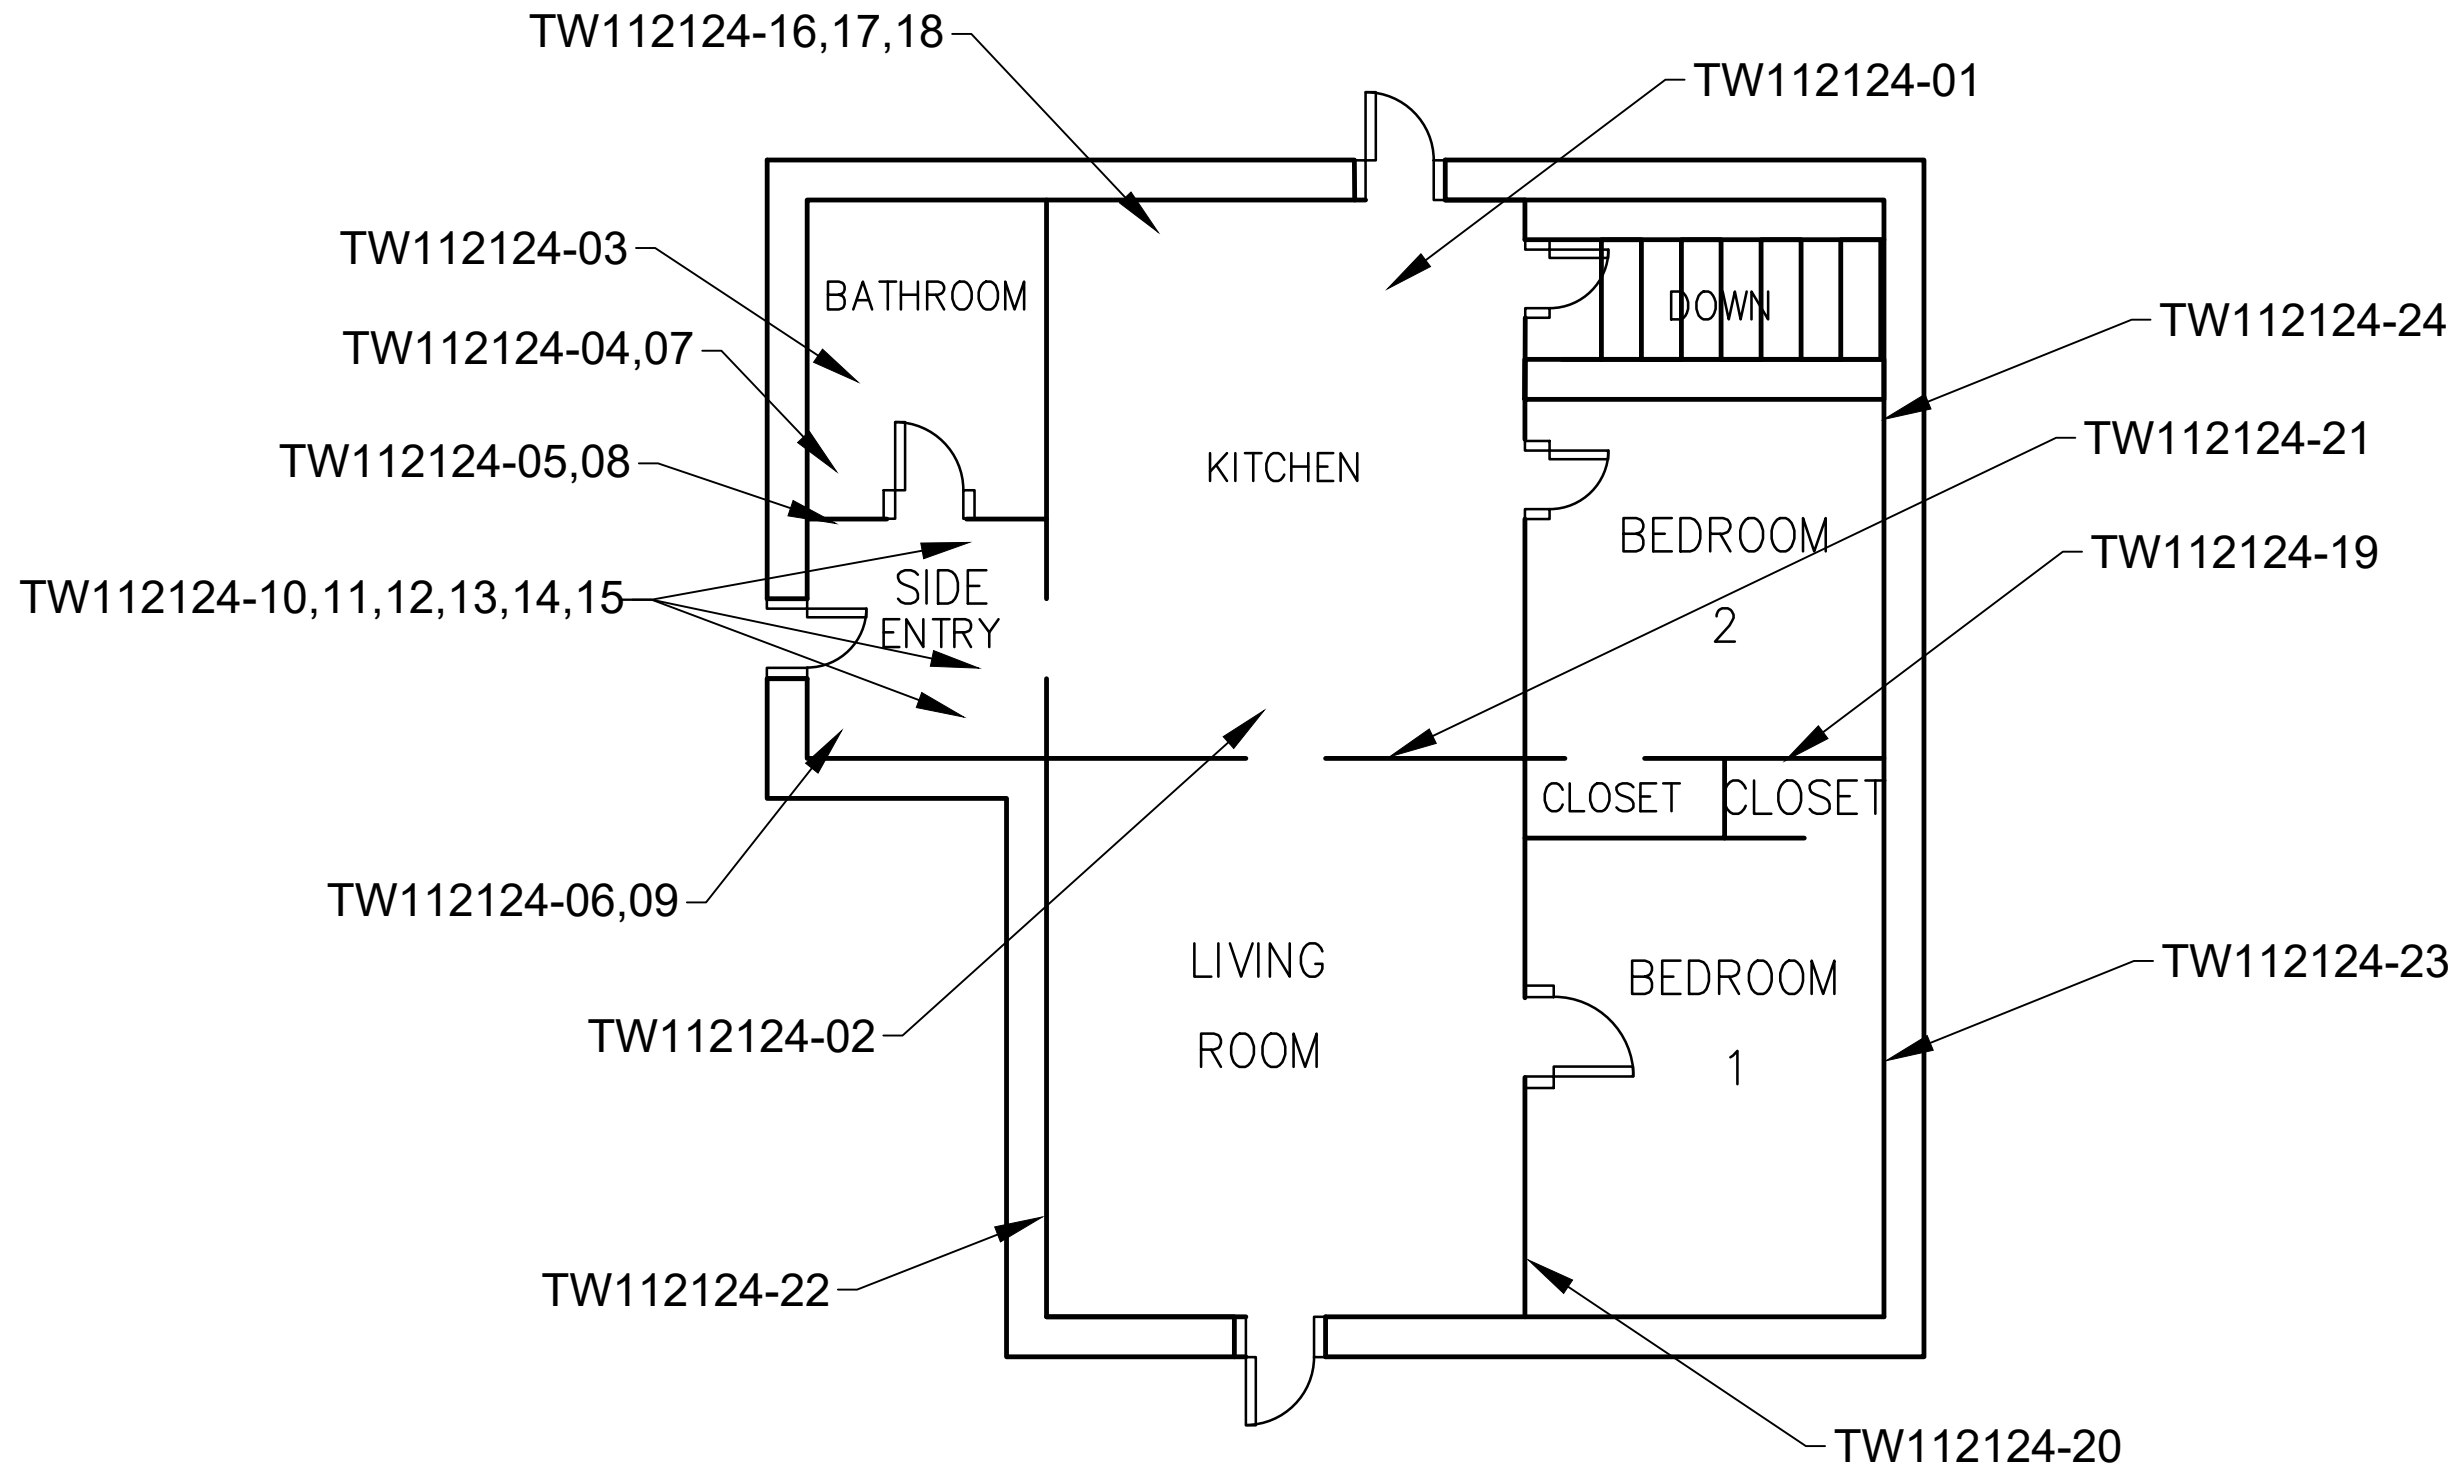 TW112124-16,17,18
TW112124-01
TW112124-03
BATHROOM
DOWN
TW112124-24
TW112124-04,07
TW112124-21
TW112124-05,08
KITCHEN
BEDROOM
2
TW112124-19
TW112124-10,11,12,13,14,15
SIDE
ENTRY
CLOSET
CLOSET
TW112124-06,09
LIVING
ROOM
BEDROOM
1
TW112124-23
TW112124-02
TW112124-22
TW112124-20